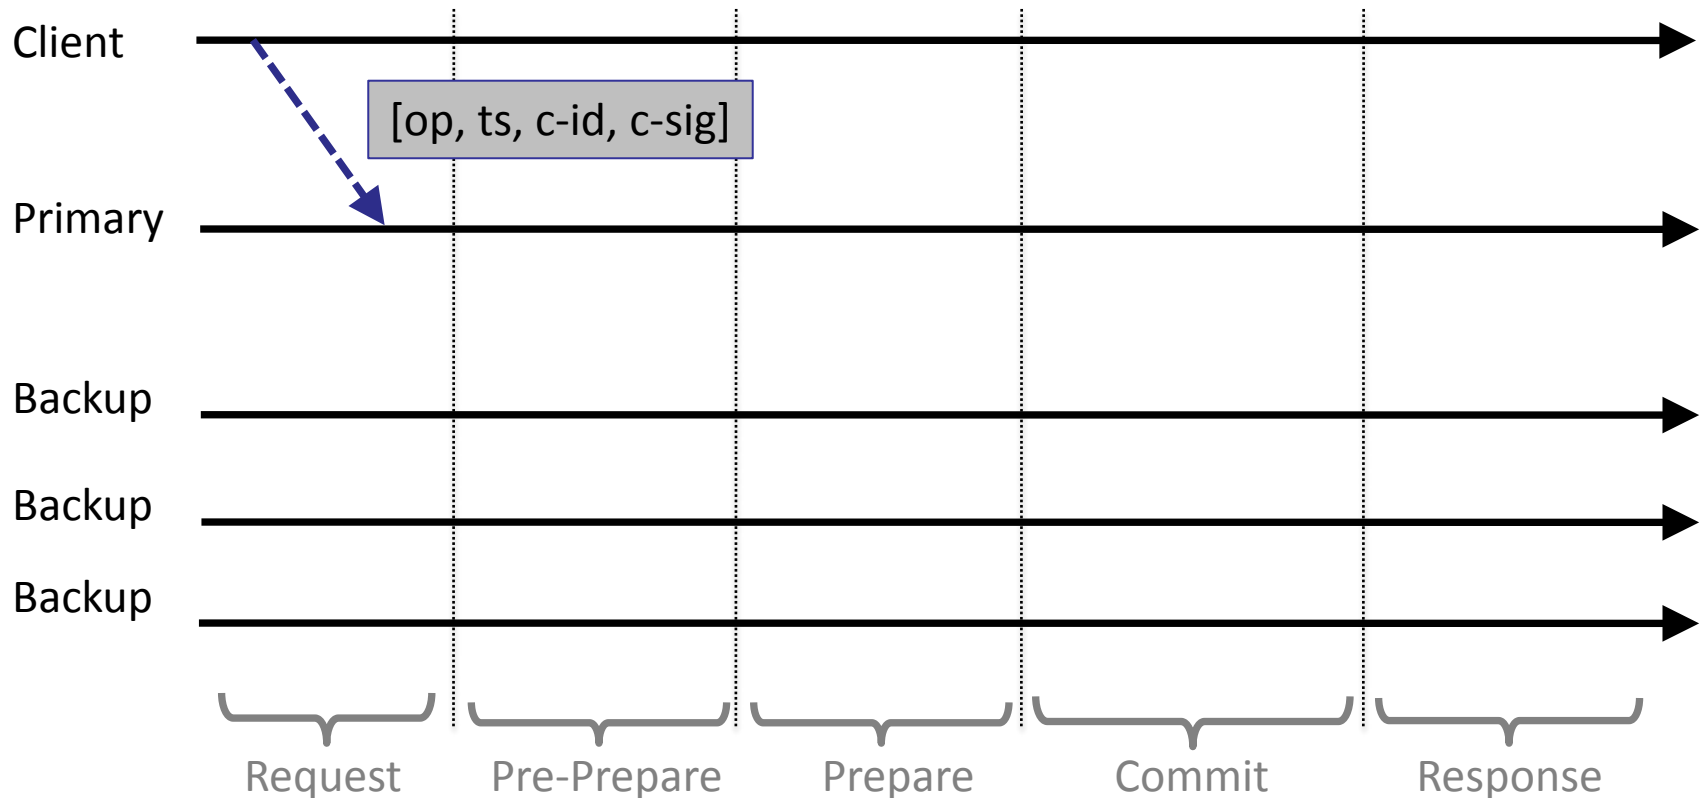 Client
[op, ts, c-id, c-sig]
Primary
Backup
Backup
Backup
Request
Pre-Prepare
Prepare
Commit
Response